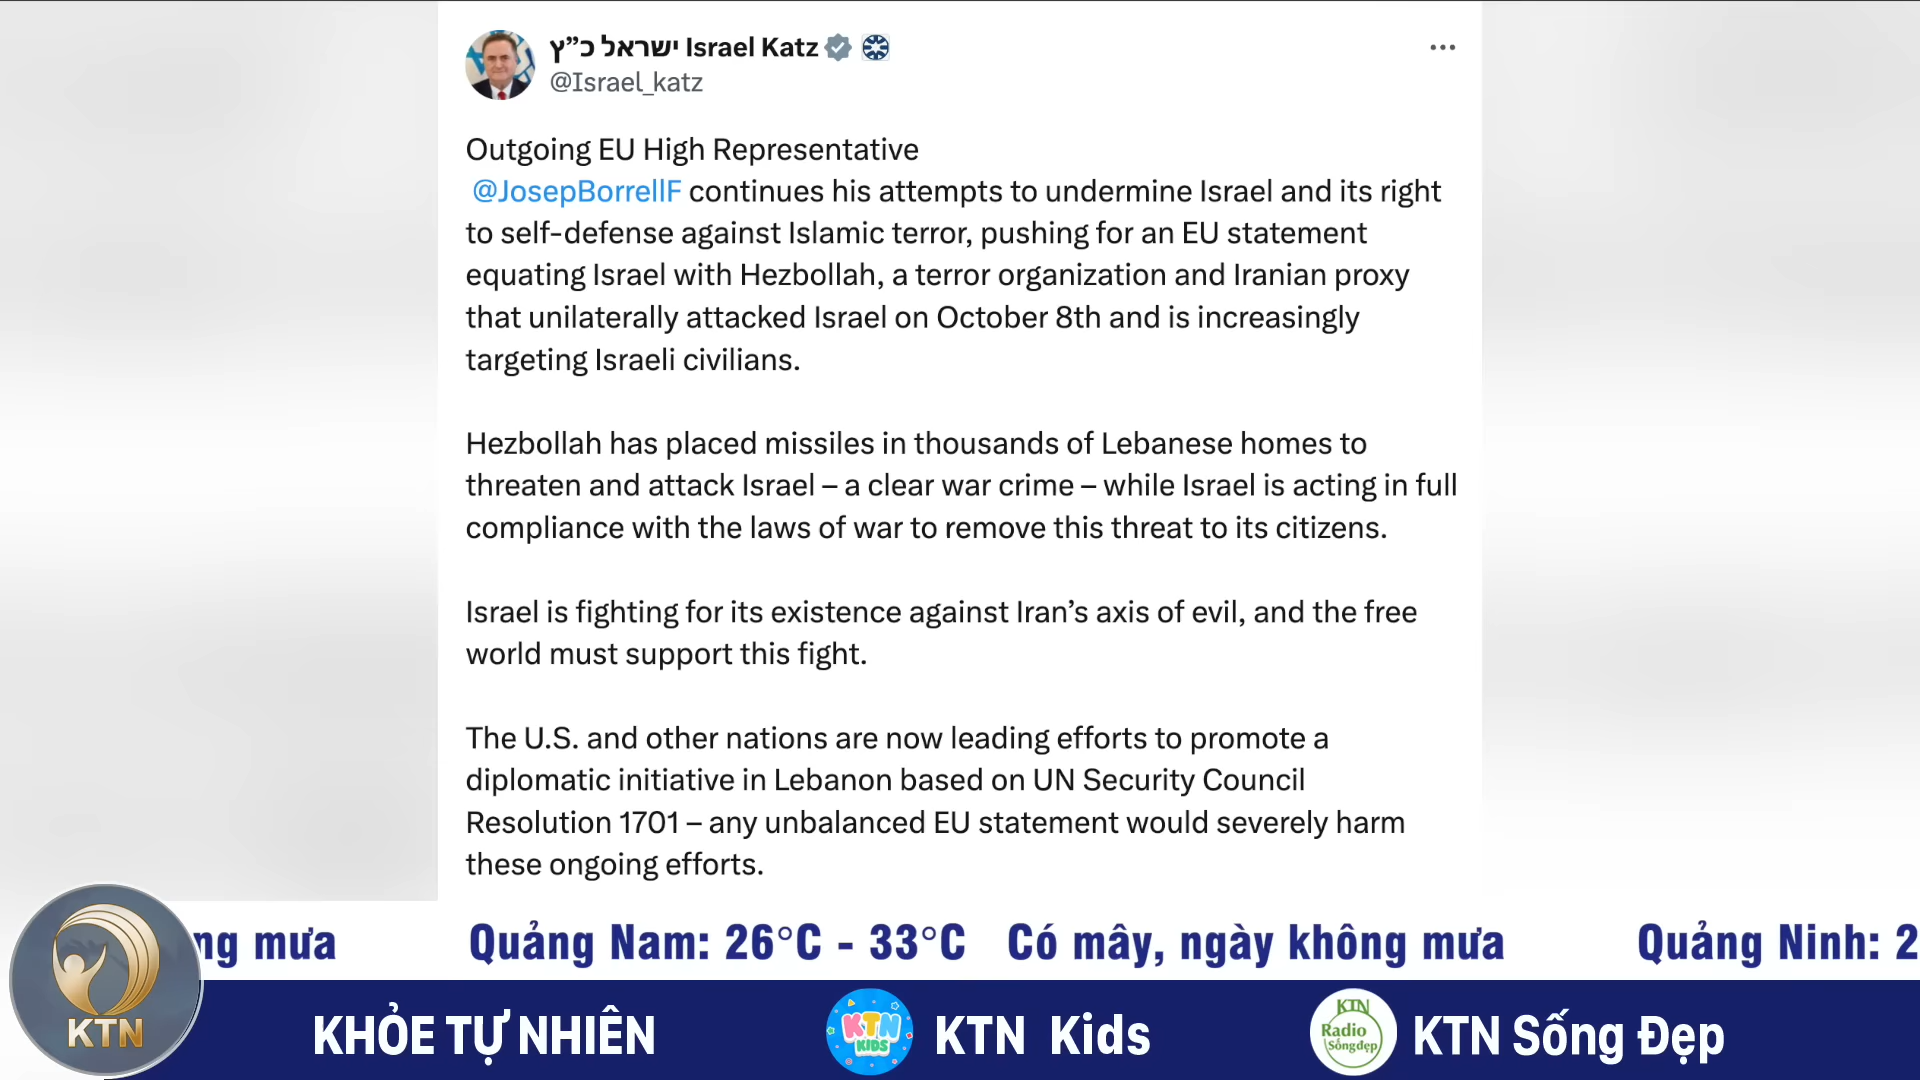 ישראל כ”ץ Israel Katz
@Israel_katz
Outgoing EU High Representative
@JosepBorrellF continues his attempts to undermine Israel and its right
to self-defense against Islamic terror, pushing for an EU statement
equating Israel with Hezbollah, a terror organization and Iranian proxy
that unilaterally attacked Israel on October 8th and is increasingly
targeting Israeli civilians.
Hezbollah has placed missiles in thousands of Lebanese homes to
threaten and attack Israel – a clear war crime – while Israel is acting in full
compliance with the laws of war to remove this threat to its citizens.
Israel is fighting for its existence against Iran’s axis of evil, and the free
world must support this fight.
The U.S. and other nations are now leading efforts to promote a
diplomatic initiative in Lebanon based on UN Security Council
Resolution 1701 – any unbalanced EU statement would severely harm
these ongoing efforts.
ng mưa Quảng Nam: 26°C - 33°C Có mây, ngày không mưa Quảng Ninh: 2
KTN
KHỎE TỰ NHIÊN
KTN KIDS
KTN Kids
KTN
Radio
Sống đẹp
KTN Sống Đẹp